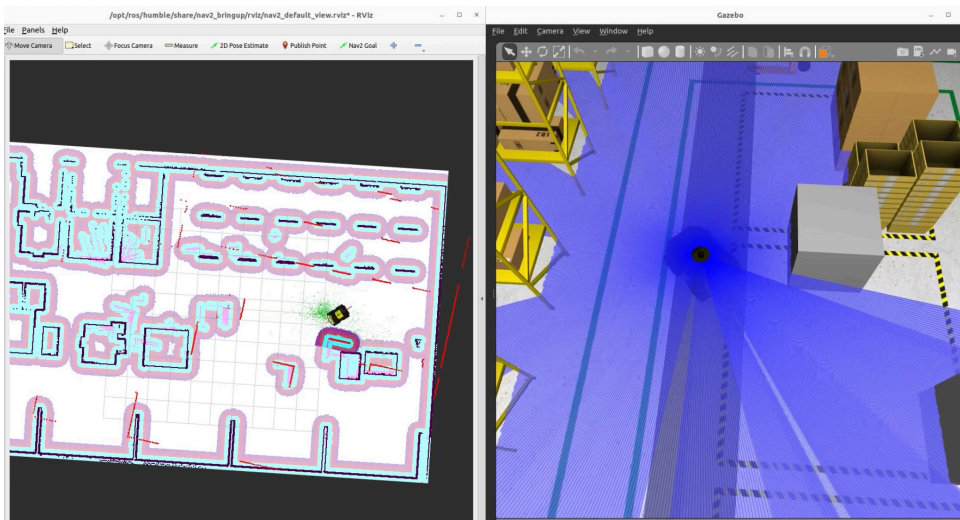 /opt/ros/humble/share/nav2_bringup/rviz/nav2_default_view.rviz* - RViz
File Panels Help
Move Camera Select Focus Camera Measure 2D Pose Estimate Publish Point Nav2 Goal
Gazebo
File Edit Camera View Window Help